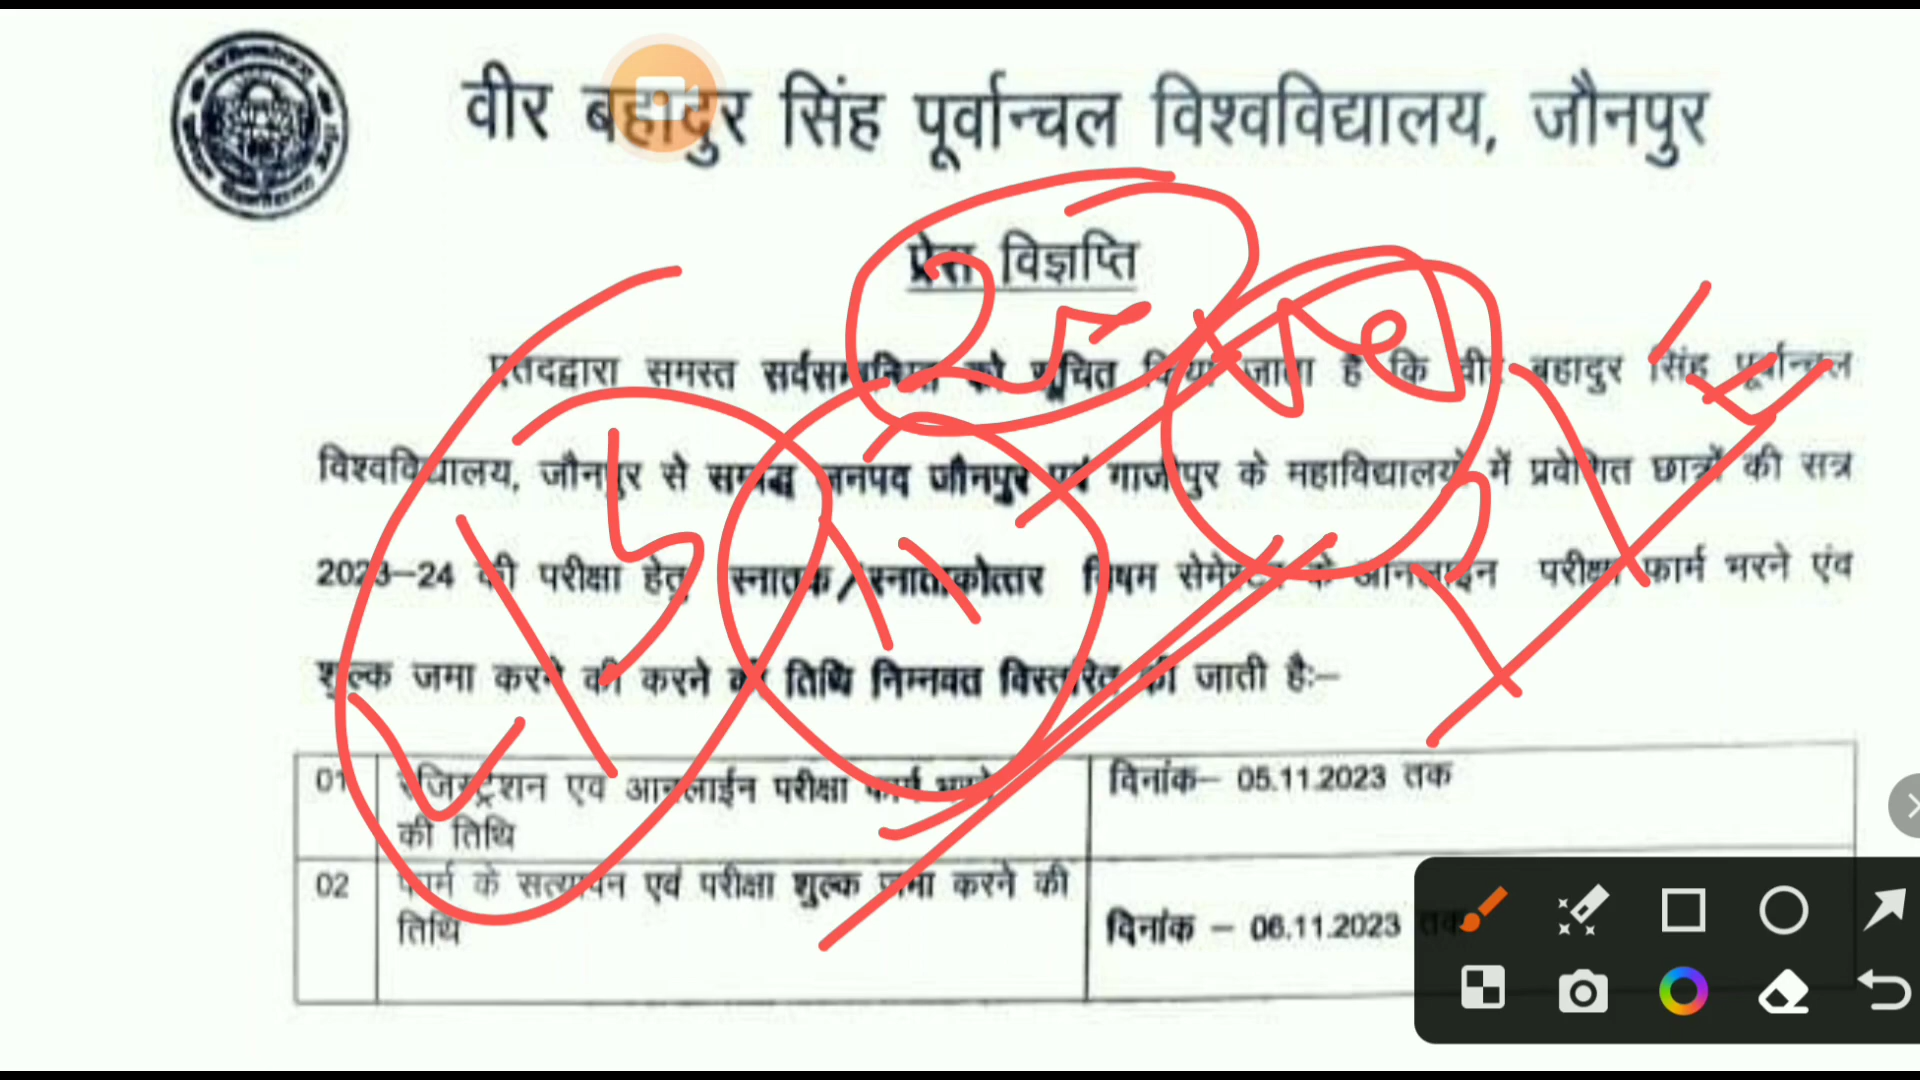 वीर बहादुर सिंह पूर्वान्चल विश्वविद्यालय, जौनपुर
प्रेस विज्ञप्ति
एतदद्वारा समस्त सर्वसम्बन्धित को सूचित किया जाता है कि वीर बहादुर सिंह पूर्वान्चल
विश्वविद्यालय, जौनपुर से सम्बद्ध जनपद जौनपुर एवं गाजीपुर के महाविद्यालयों में प्रवेशित छात्रों की सत्र
2023–24 की परीक्षा हेतु स्नातक/स्नाताकोत्तर विषम सेमेस्टर के ऑनलाइन परीक्षा फार्म भरने एंव
शुल्क जमा करने की करने की तिथि निम्नवत विस्तरित की जाती है:–
01 रजिस्ट्रेशन एवं आनलाईन परीक्षा फार्म भरने दिनांक– 05.11.2023 तक
की तिथि
02 फार्म के सत्यापन एवं परीक्षा शुल्क जमा करने की
तिथि दिनांक – 06.11.2023 तक